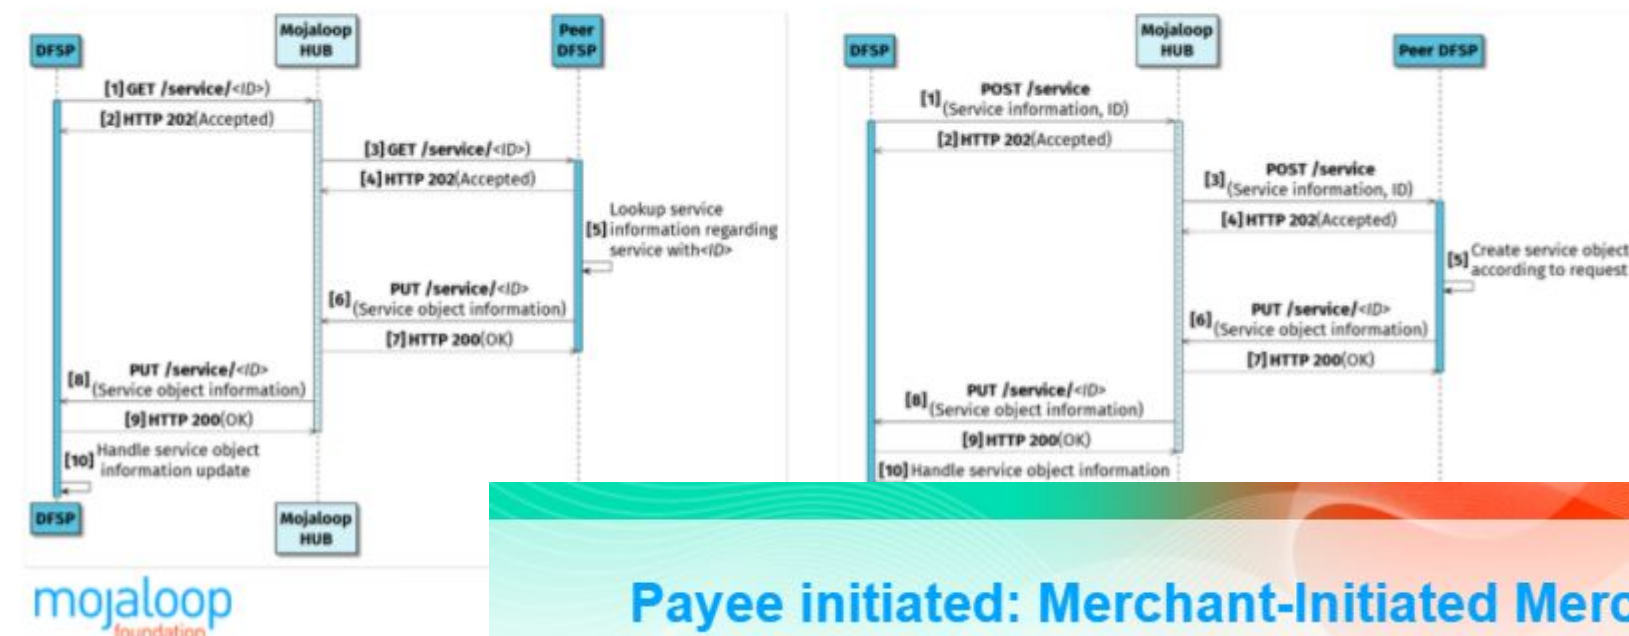 DFSP
Mojaloop
HUB
Peer
DFSP
[1] GET /service/<ID>)
[2] HTTP 202(Accepted)
[3] GET /service/<ID>)
[4] HTTP 202(Accepted)
Lookup service
[5] information regarding
service with<ID>
PUT /service/<ID>
[6] (Service object information)
[7] HTTP 200(OK)
PUT /service/<ID>
[8] (Service object information)
[9] HTTP 200(OK)
Handle service object
[10] information update
DFSP
Mojaloop
HUB
DFSP
Mojaloop
HUB
Peer DFSP
POST /service
[1] (Service information, ID)
[2] HTTP 202(Accepted)
POST /service
[3] (Service information, ID)
[4] HTTP 202(Accepted)
Create service object
[5] according to request
PUT /service/<ID>
[6] (Service object information)
[7] HTTP 200(OK)
PUT /service/<ID>
[8] (Service object information)
[9] HTTP 200(OK)
[10] Handle service object information
mojaloop
foundation
Payee initiated: Merchant-Initiated Merc